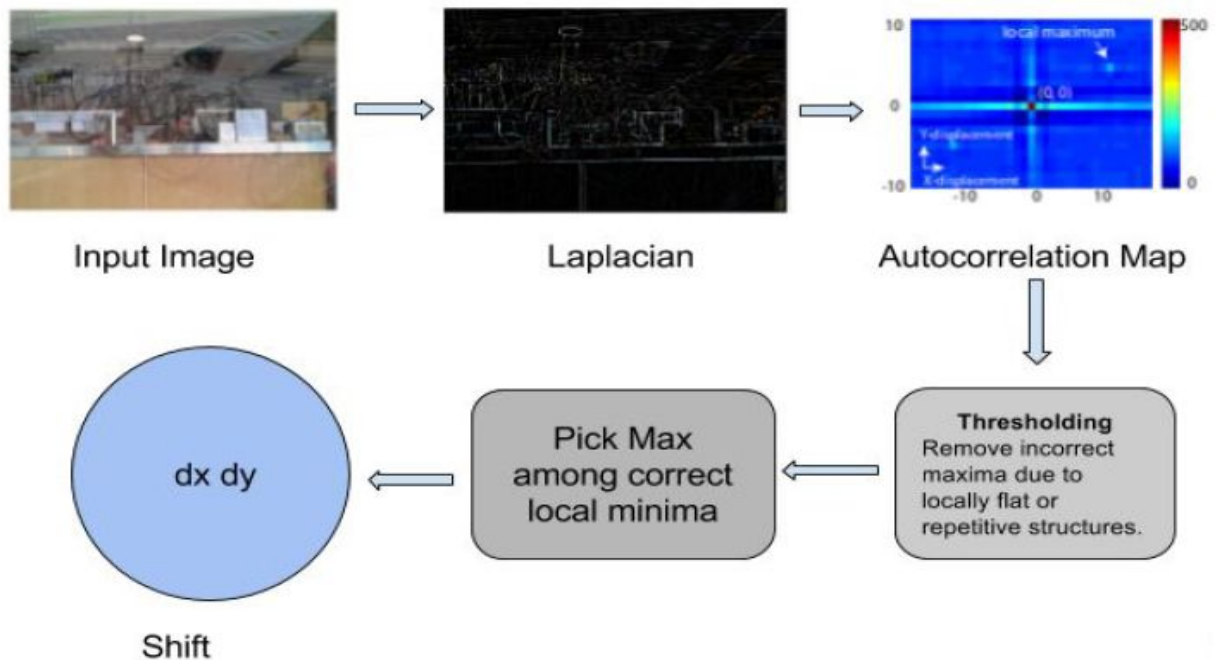 10
0
-10
-10
0
10
local maximum
(0, 0)
Y-displacement
X-displacement
500
0
Input Image
Laplacian
Autocorrelation Map
Thresholding
Remove incorrect
maxima due to
locally flat or
repetitive structures.
Pick Max
among correct
local minima
dx dy
Shift